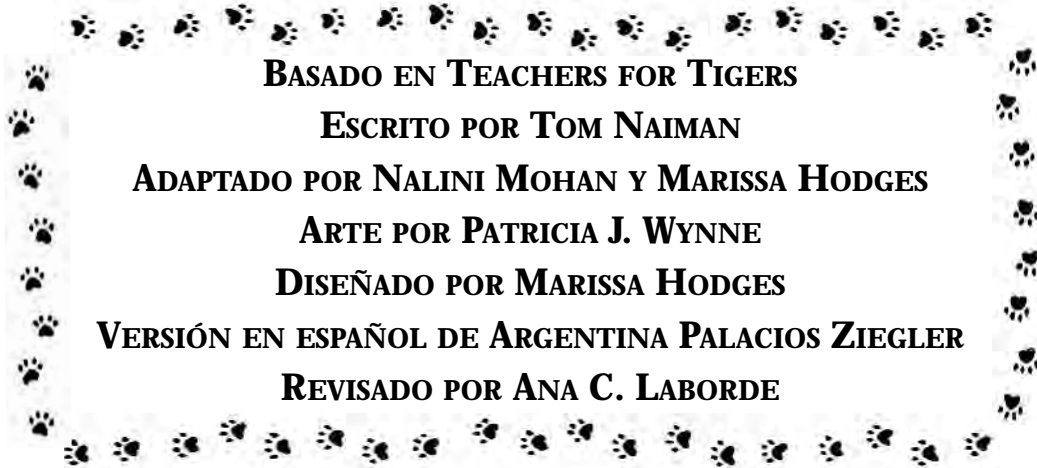 Basado en Teachers for Tigers
Escrito por Tom Naiman
Adaptado por Nalini Mohan y Marissa Hodges
Arte por Patricia J. Wynne
Diseñado por Marissa Hodges
Versión en español de Argentina Palacios Ziegler
Revisado por Ana C. Laborde